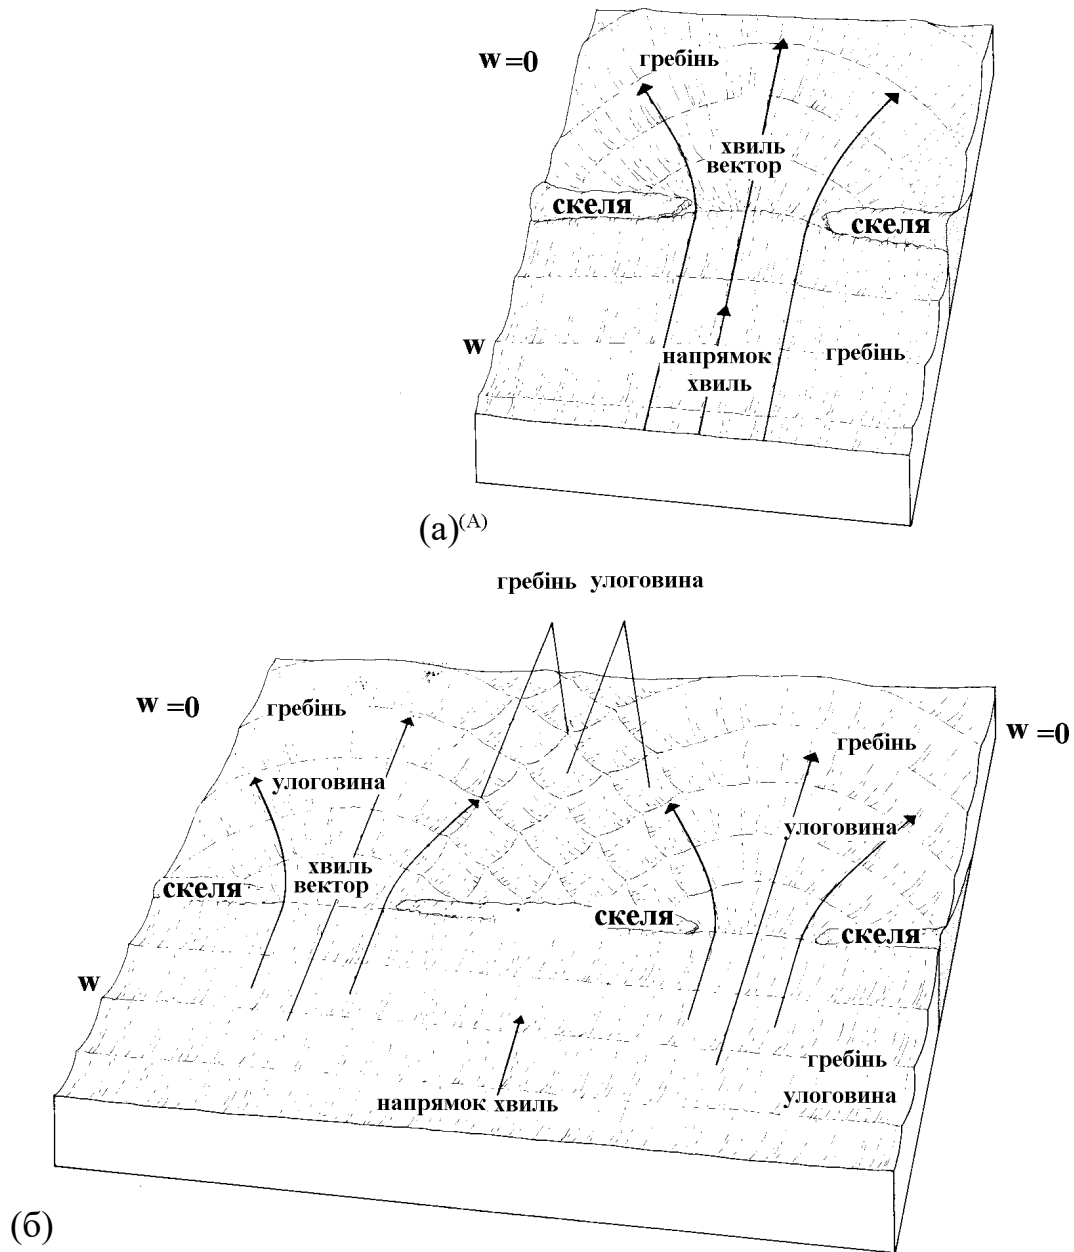 w=0
гребінь
хвиль
вектор
скеля
скеля
w
напрямок
хвиль
гребінь
(а)(А)
гребінь улоговина
w=0
гребінь
w=0
гребінь
улоговина
улоговина
хвиль
вектор
скеля
скеля
скеля
w
гребінь
улоговина
напрямок хвиль
(б)